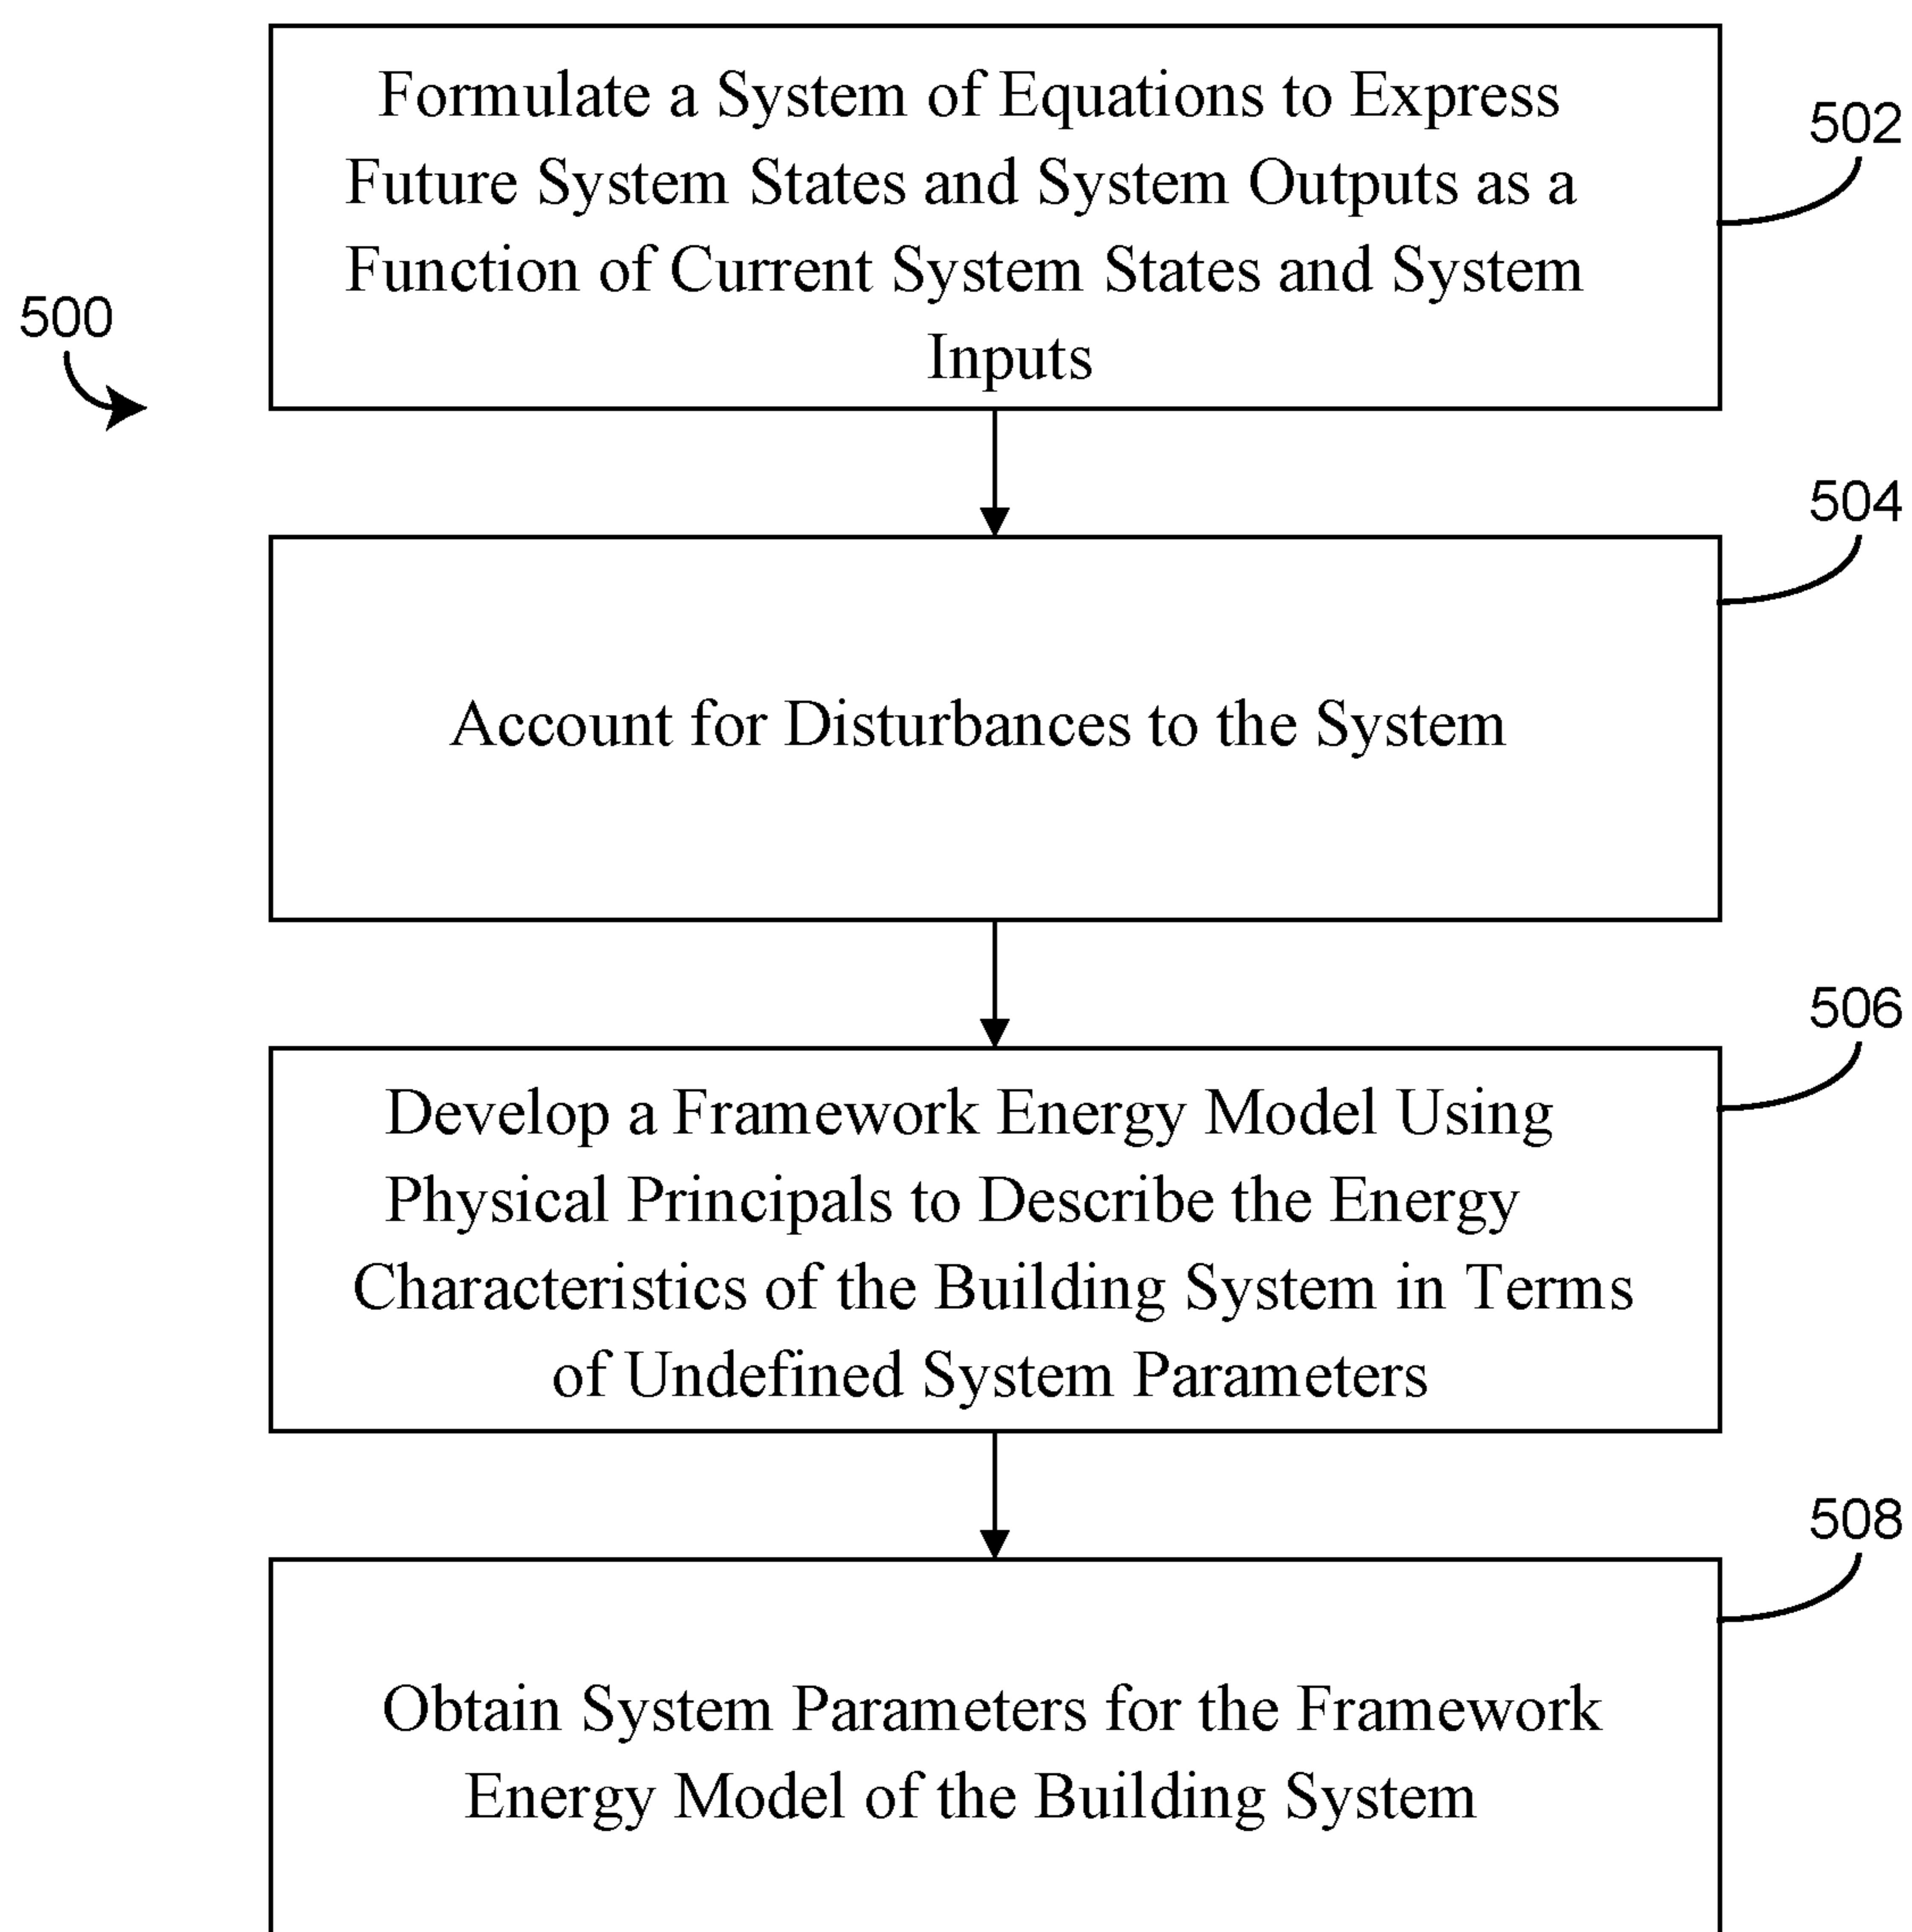 Formulate a System of Equations to Express
Future System States and System Outputs as a
Function of Current System States and System
Inputs
502
500
504
Account for Disturbances to the System
506
Develop a Framework Energy Model Using
Physical Principals to Describe the Energy
Characteristics of the Building System in Terms
of Undefined System Parameters
508
Obtain System Parameters for the Framework
Energy Model of the Building System